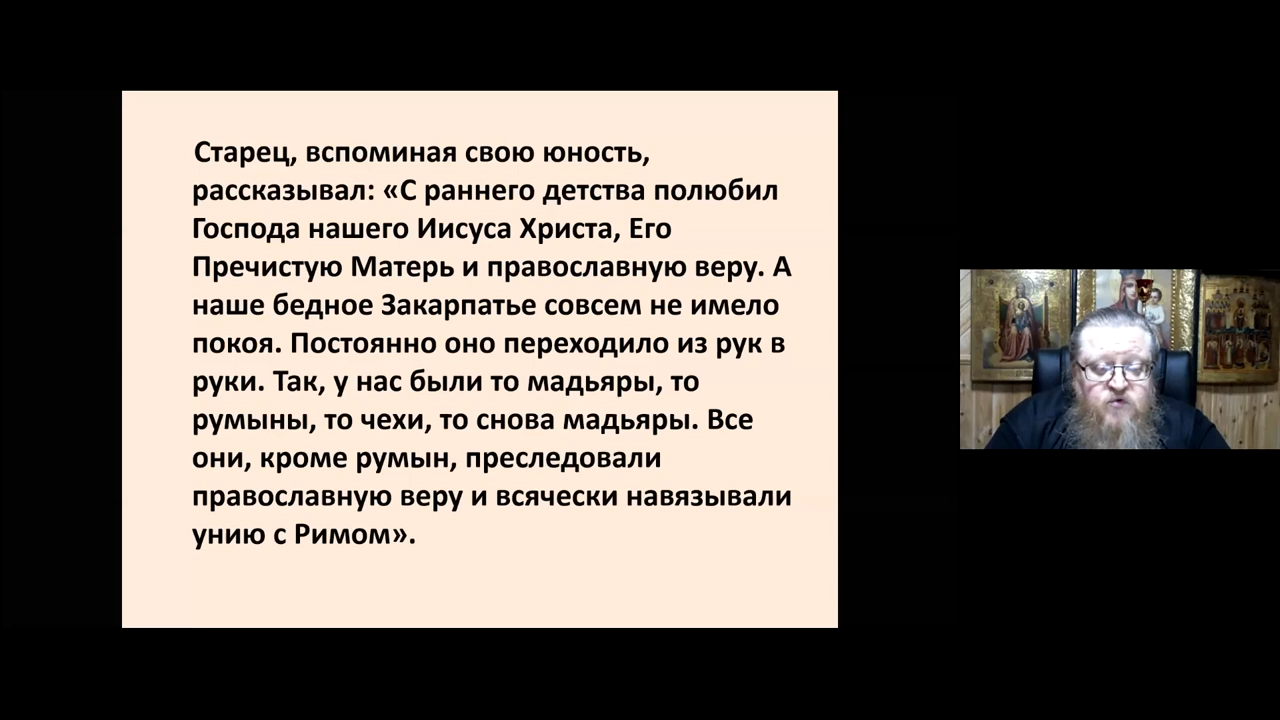 Старец, вспоминая свою юность,
рассказывал: «С раннего детства полюбил
Господа нашего Иисуса Христа, Его
Пречистую Матерь и православную веру. А
наше бедное Закарпатье совсем не имело
покоя. Постоянно оно переходило из рук в
руки. Так, у нас были то мадьяры, то
румыны, то чехи, то снова мадьяры. Все
они, кроме румын, преследовали
православную веру и всячески навязывали
унию с Римом».